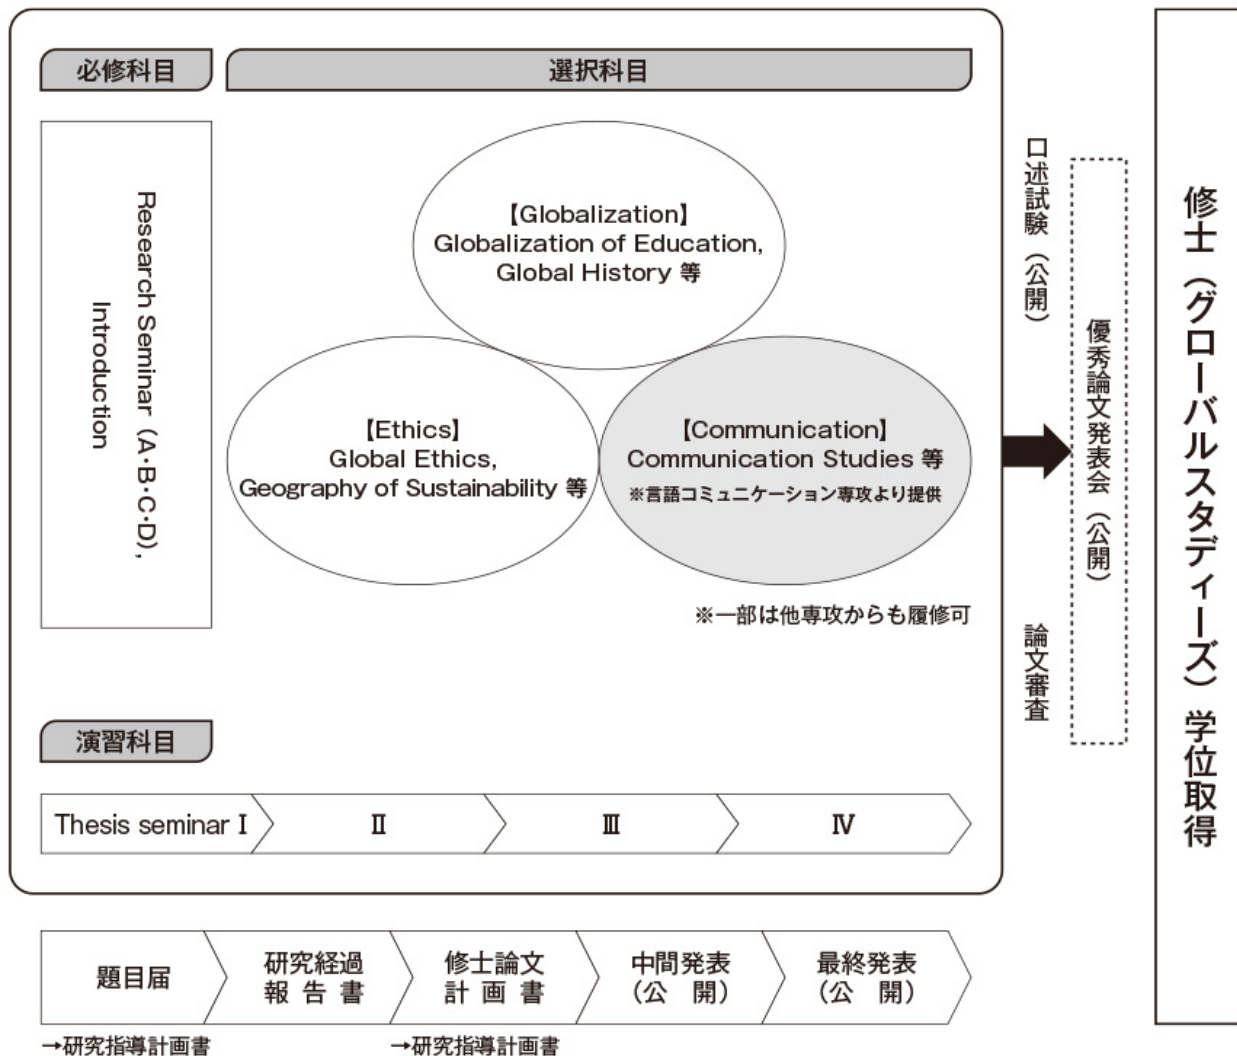 必修科目
選択科目
Research Seminar (A·B·C·D),
Introduction
【Globalization】
Globalization of Education,
Global History 等
【Ethics】
Global Ethics,
Geography of Sustainability 等
【Communication】
Communication Studies 等
※言語コミュニケーション専攻より提供
※一部は他専攻からも履修可
演習科目
Thesis seminar Ⅰ
Ⅱ
Ⅲ
Ⅳ
題目届
研究経過
報 告 書
修士論文
計 画 書
中間発表
（公　開）
最終発表
（公　開）
→研究指導計画書
→研究指導計画書
口述試験（公開）
論文審査
優秀論文発表会（公開）
修士（グローバルスタディーズ）学位取得